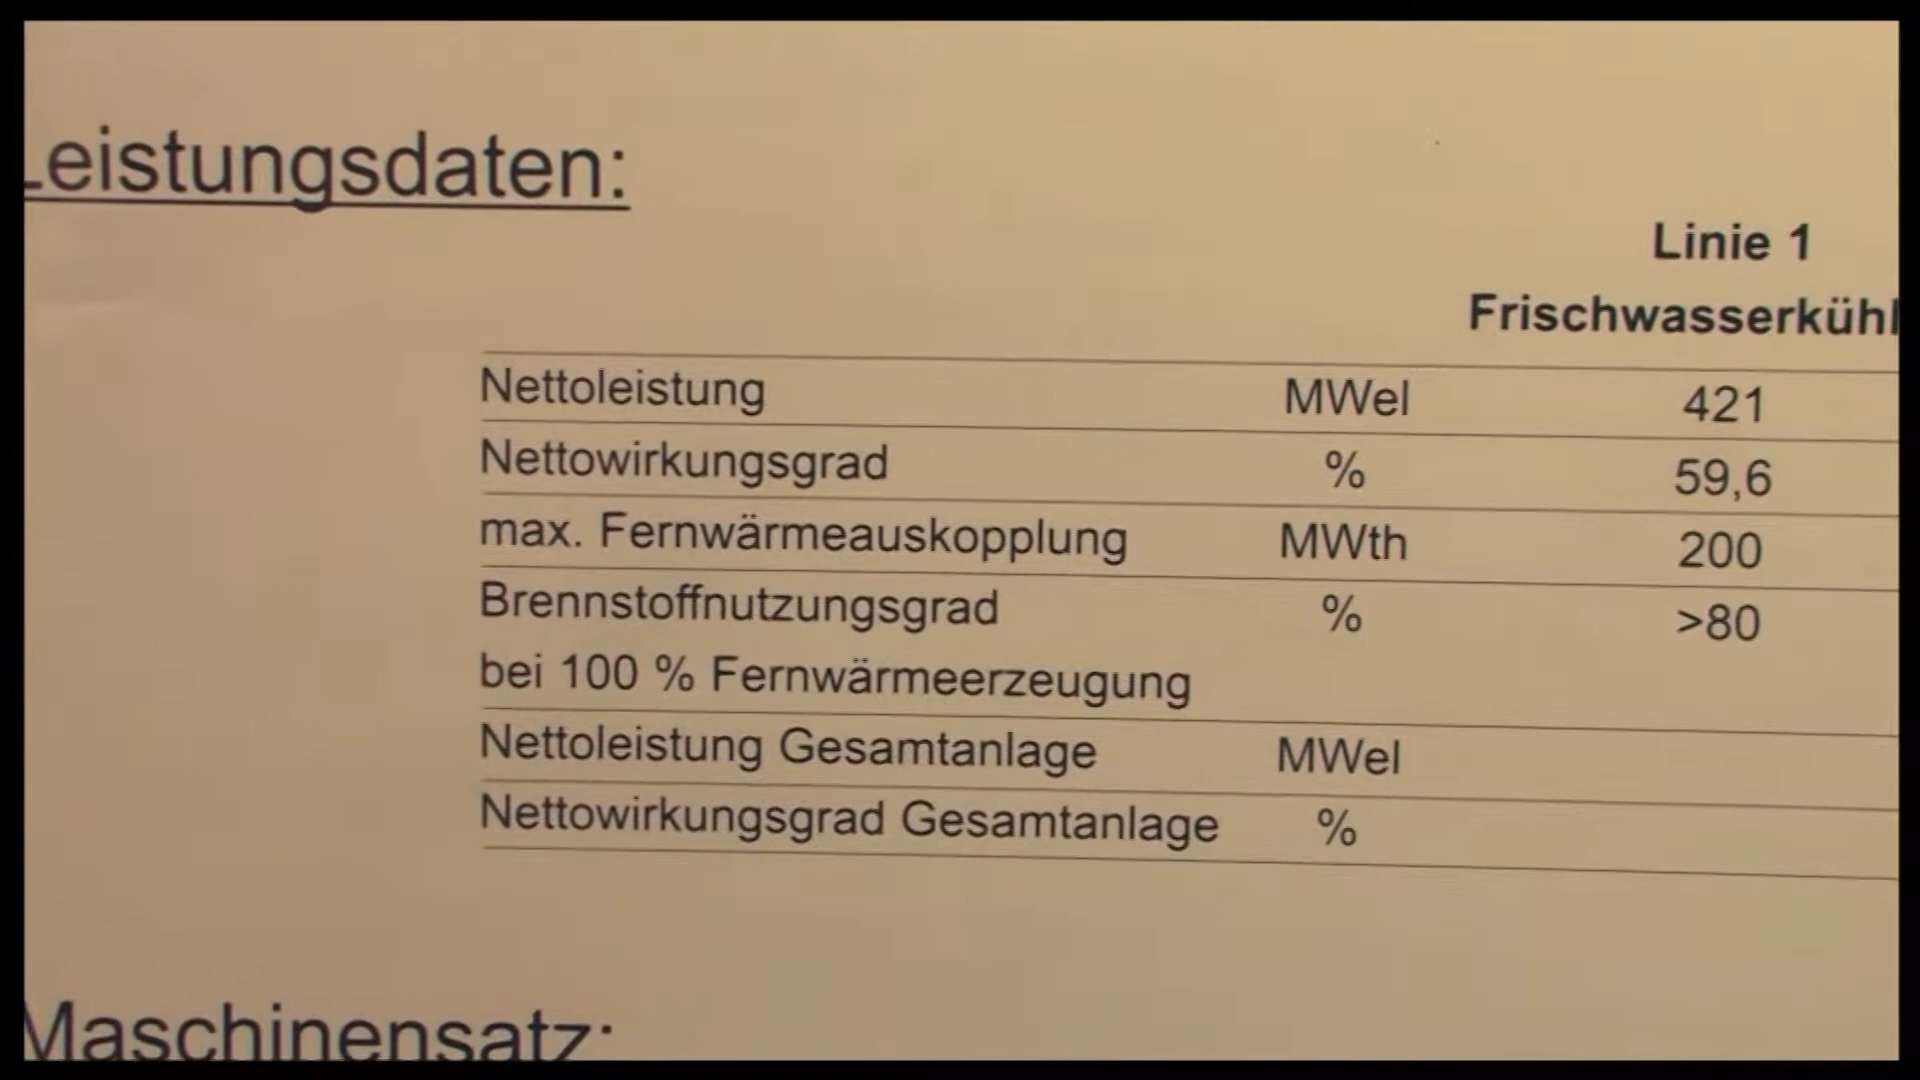 Leistungsdaten:
Linie 1
Frischwasserkühl
Nettoleistung MWel 421
Nettowirkungsgrad % 59,6
max. Fernwärmeauskopplung MWth 200
Brennstoffnutzungsgrad % >80
bei 100 % Fernwärmeerzeugung
Nettoleistung Gesamtanlage MWel
Nettowirkungsgrad Gesamtanlage %
Maschinensatz: